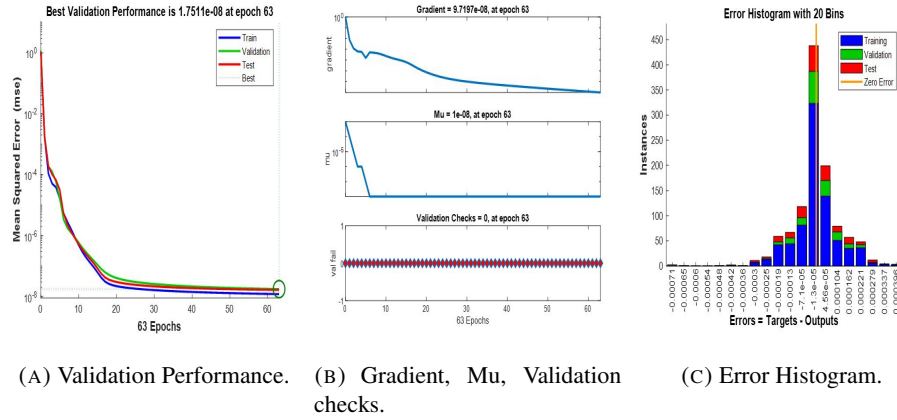 Best Validation Performance is 1.7511e-08 at epoch 63
Mean Squared Error (mse)
10^0
10^-2
10^-4
10^-6
10^-8
Train
Validation
Test
Best
0 10 20 30 40 50 60
63 Epochs
Gradient = 9.7197e-08, at epoch 63
gradient
10^0
Mu = 1e-08, at epoch 63
mu
10^-5
Validation Checks = 0, at epoch 63
val fail
1
0
-1
0 10 20 30 40 50 60
63 Epochs
Error Histogram with 20 Bins
Instances
450
400
350
300
250
200
150
100
50
0
Training
Validation
Test
Zero Error
-0.00071
-0.00065
-0.0006
-0.00054
-0.00048
-0.00042
-0.00036
-0.0003
-0.00025
-0.00019
-0.00013
-7.1e-05
-1.3e-05
4.56e-05
0.000104
0.000162
0.000221
0.000279
0.000337
0.000396
Errors = Targets - Outputs
(A) Validation Performance.
(B) Gradient, Mu, Validation
checks.
(C) Error Histogram.